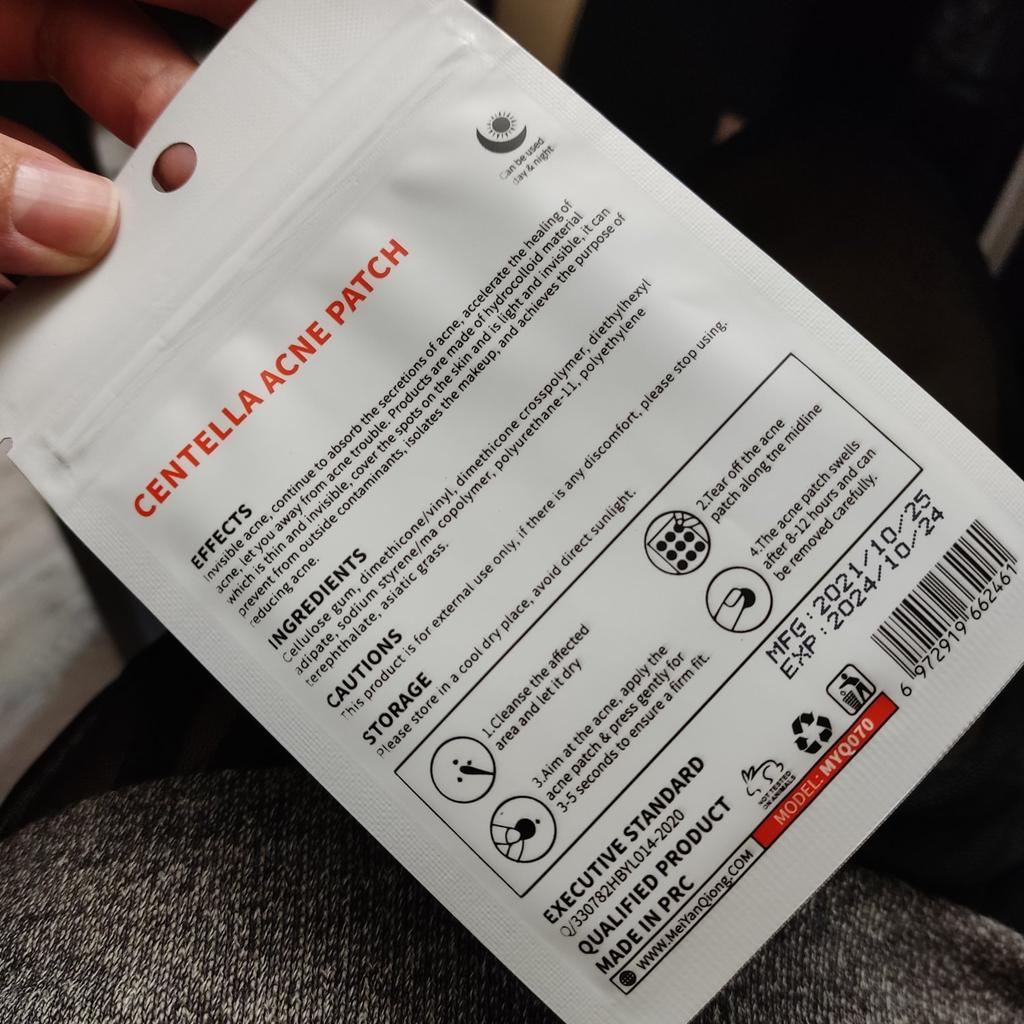 Can be used
day & night
CENTELLA ACNE PATCH
EFFECTS
Invisible acne, continue to absorb the secretions of acne, accelerate the healing of
acne, let you away from acne trouble. Products are made of hydrocolloid material
which is thin and invisible, cover the spots on the skin and is light and invisible, it can
prevent from outside contaminants, isolates the makeup, and achieves the purpose of
reducing acne.
INGREDIENTS
Cellulose gum, dimethicone/vinyl, dimethicone crosspolymer, diethylhexyl
adipate, sodium styrene/ma copolymer, polyurethane-11, polyethylene
terephthalate, asiatic grass.
CAUTIONS
This product is for external use only, if there is any discomfort, please stop using.
STORAGE
Please store in a cool dry place, avoid direct sunlight.
1.Cleanse the affected
area and let it dry
2.Tear off the acne
patch along the midline
3.Aim at the acne, apply the
acne patch & press gently for
3-5 seconds to ensure a firm fit.
4.The acne patch swells
after 8-12 hours and can
be removed carefully.
EXECUTIVE STANDARD
Q/330782HBYL014-2020
QUALIFIED PRODUCT
MADE IN PRC
www.MeiYanQiong.COM
MFG:2021/10/25
EXP:2024/10/24
NOT TESTED
ON ANIMALS
MODEL: MYQ070
6 972919 662461